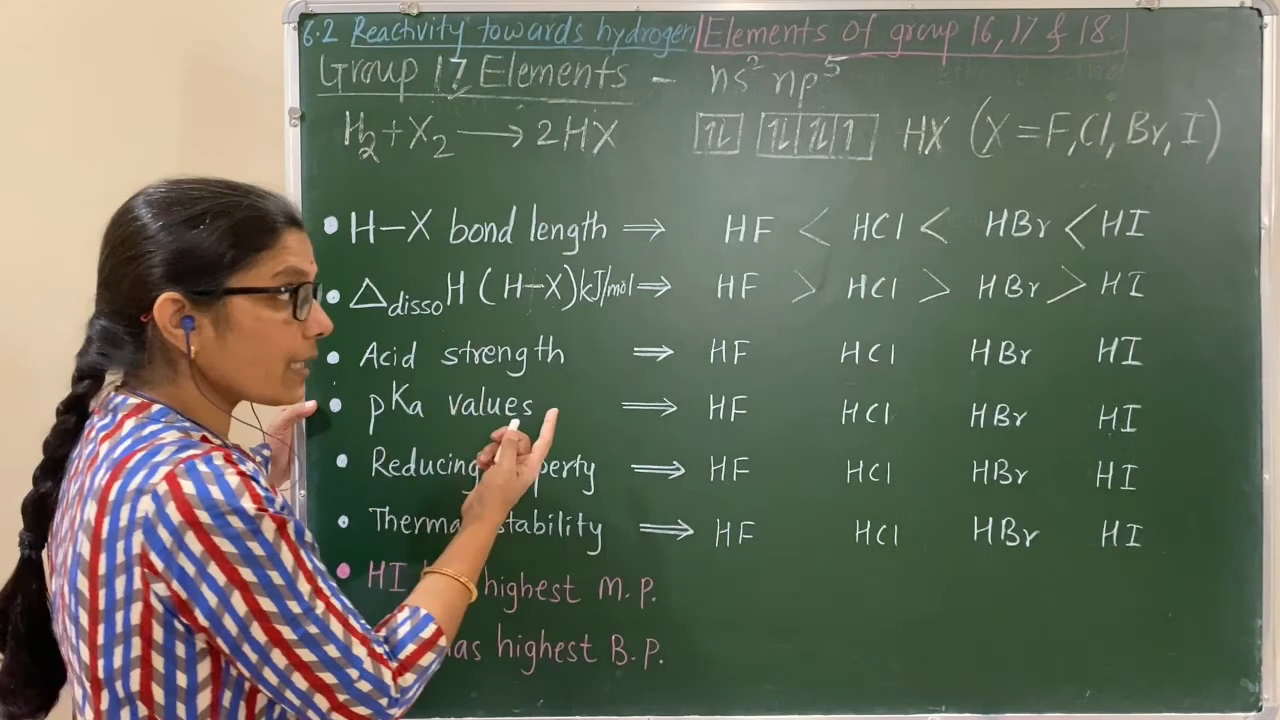 6.2 Reactivity towards hydrogen Elements of group 16, 17 & 18
Group 17 Elements - ns² np⁵
H₂ + X₂ ⟶ 2HX ⥮ ⥮ ⥮ 1 HX (X = F, Cl, Br, I)
• H-X bond length ⇒ HF < HCl < HBr < HI
• Δdisso H (H-X) kJ/mol ⇒ HF > HCl > HBr > HI
• Acid strength ⇒ HF HCl HBr HI
• pKa values ⇒ HF HCl HBr HI
• Reducing ⇒ HF HCl HBr HI
• stability ⇒ HF HCl HBr HI
• HI highest M.P.
has highest B.P.